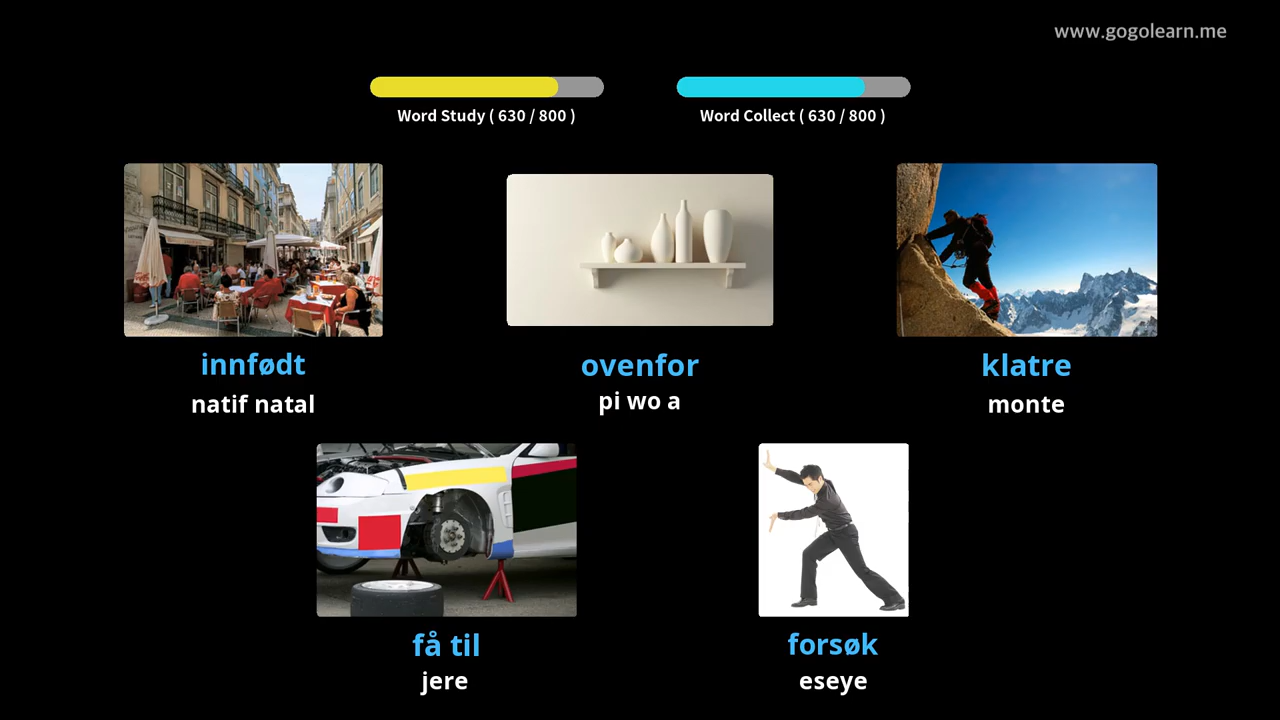 www.gogolearn.me
Word Study ( 630 / 800 )
Word Collect ( 630 / 800 )
innfødt
natif natal
ovenfor
pi wo a
klatre
monte
få til
jere
forsøk
eseye